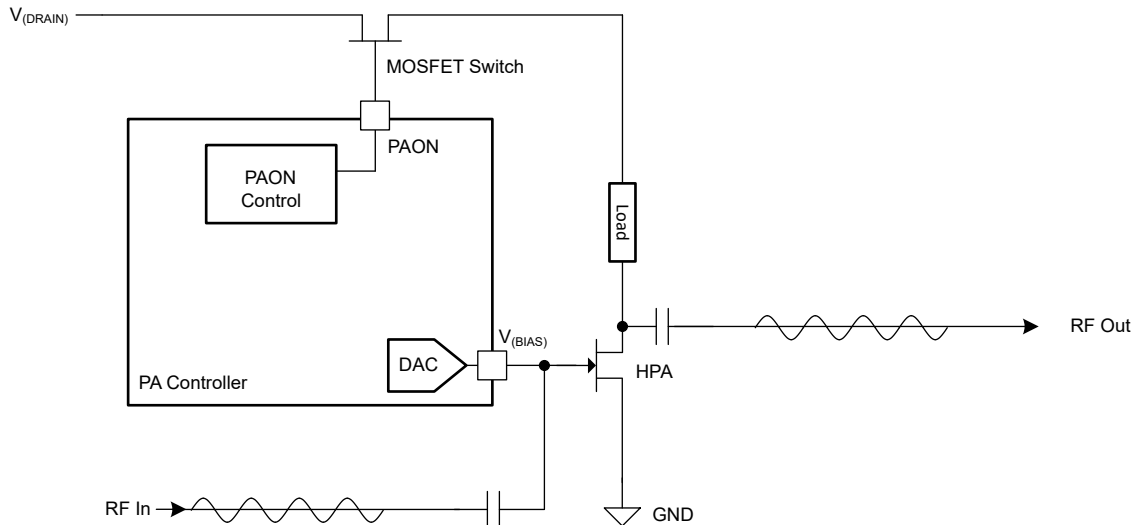 V(DRAIN)
MOSFET Switch
PAON
PAON
Control
Load
V(BIAS)
DAC
PA Controller
HPA
RF Out
RF In
GND